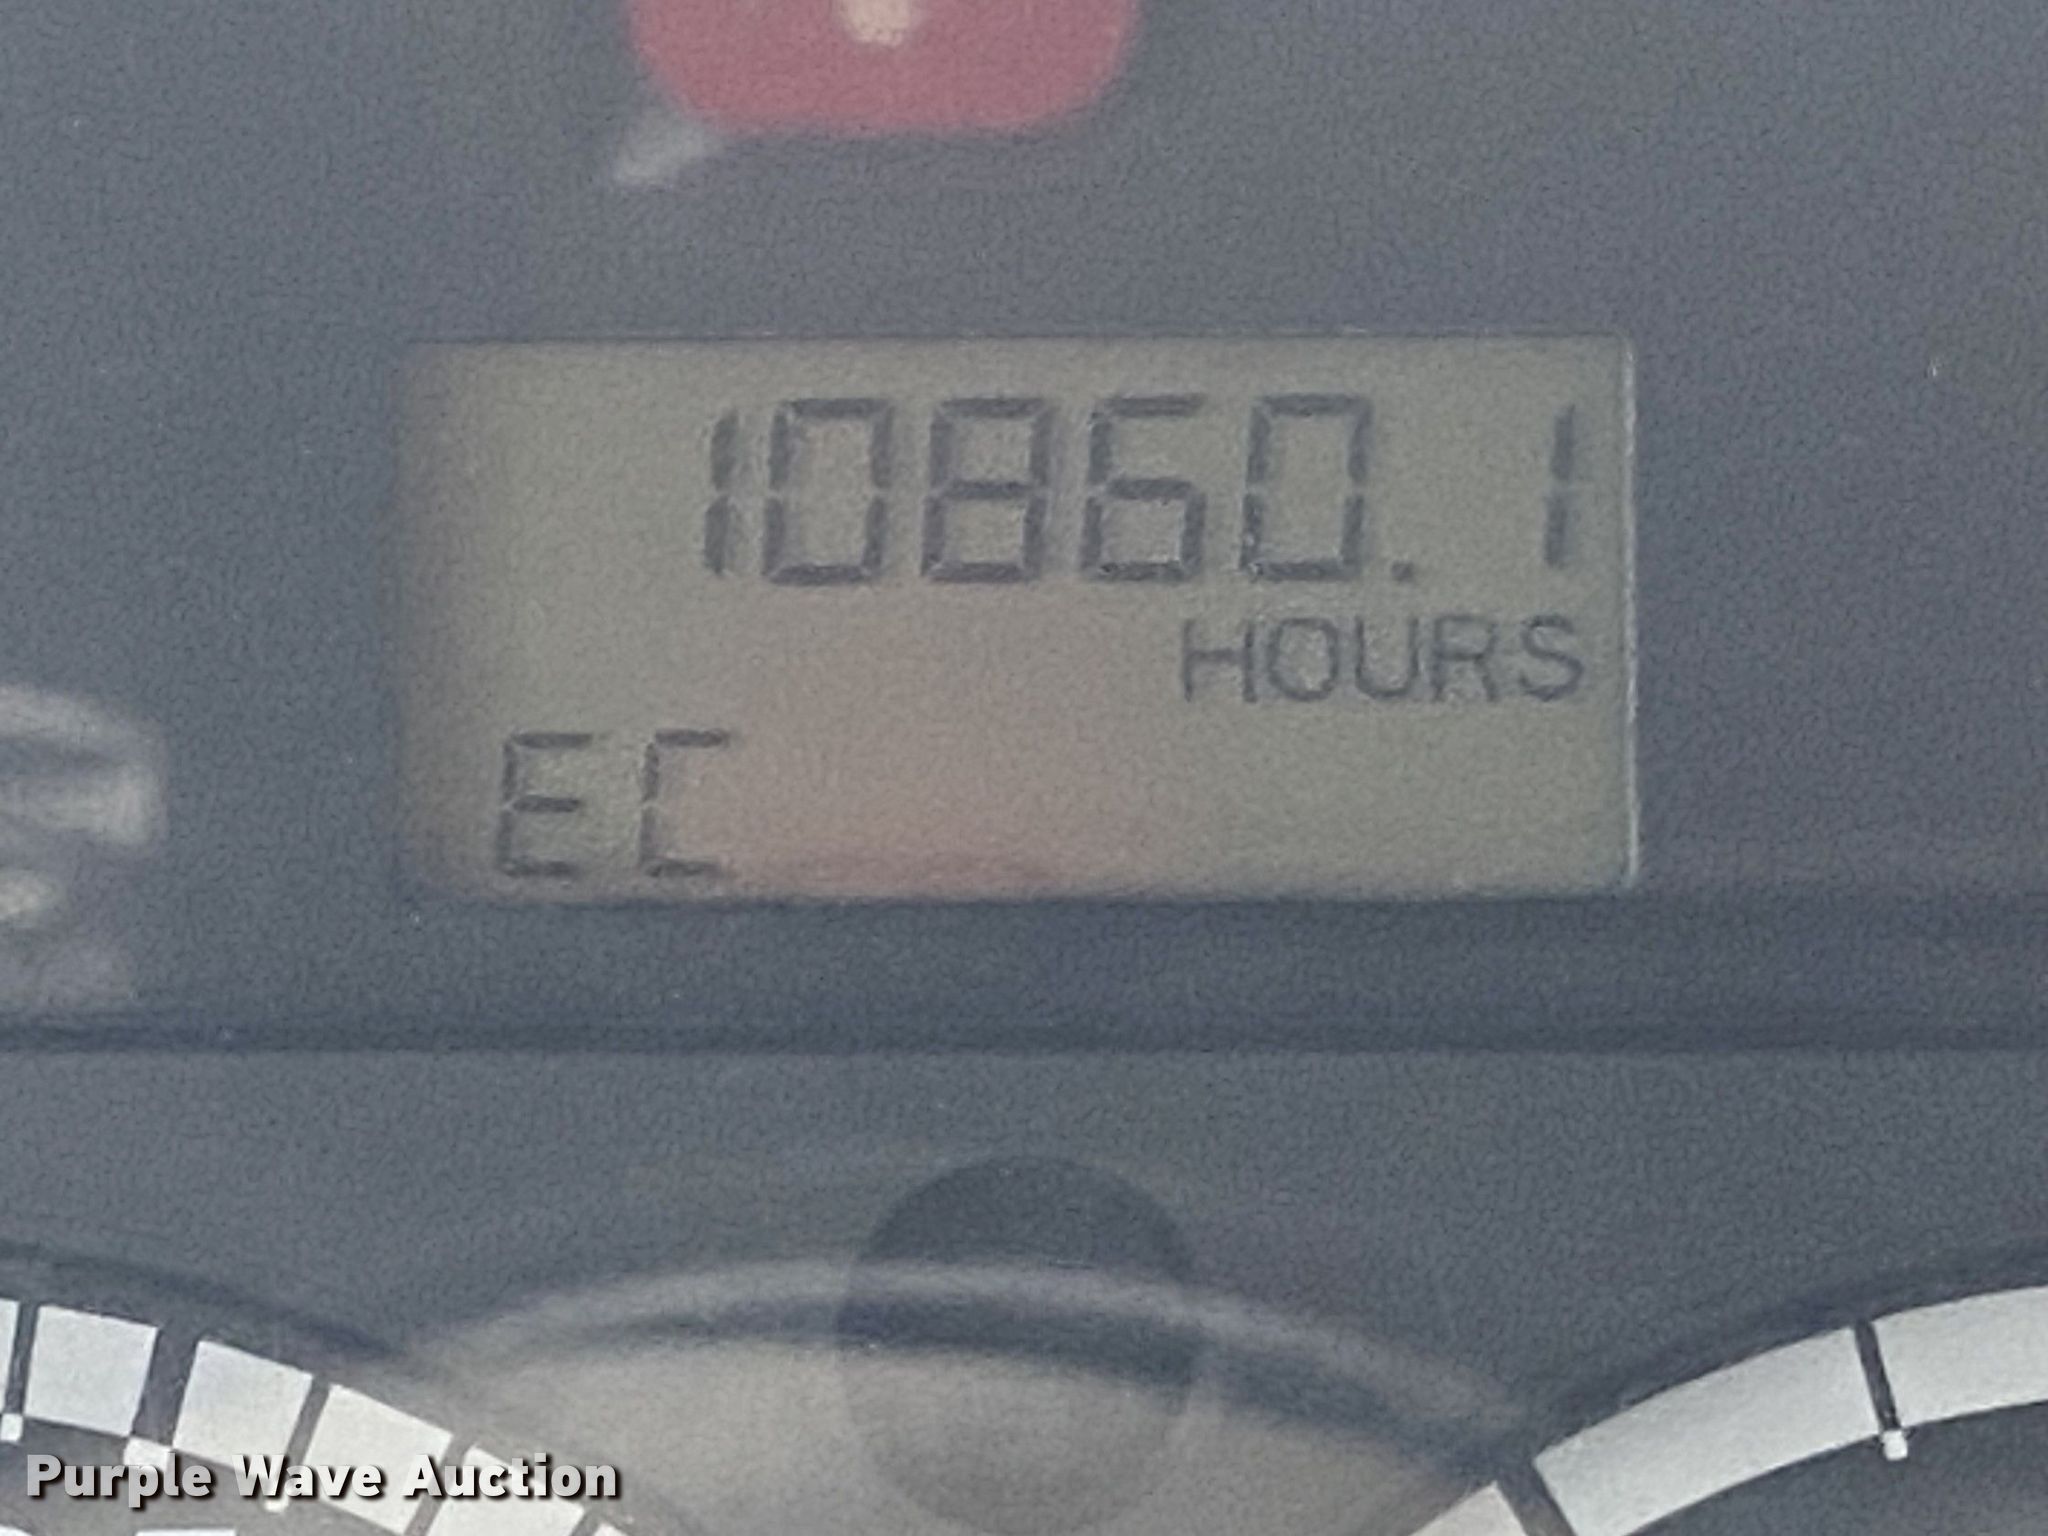 10860.1
HOURS
EC
Purple Wave Auction